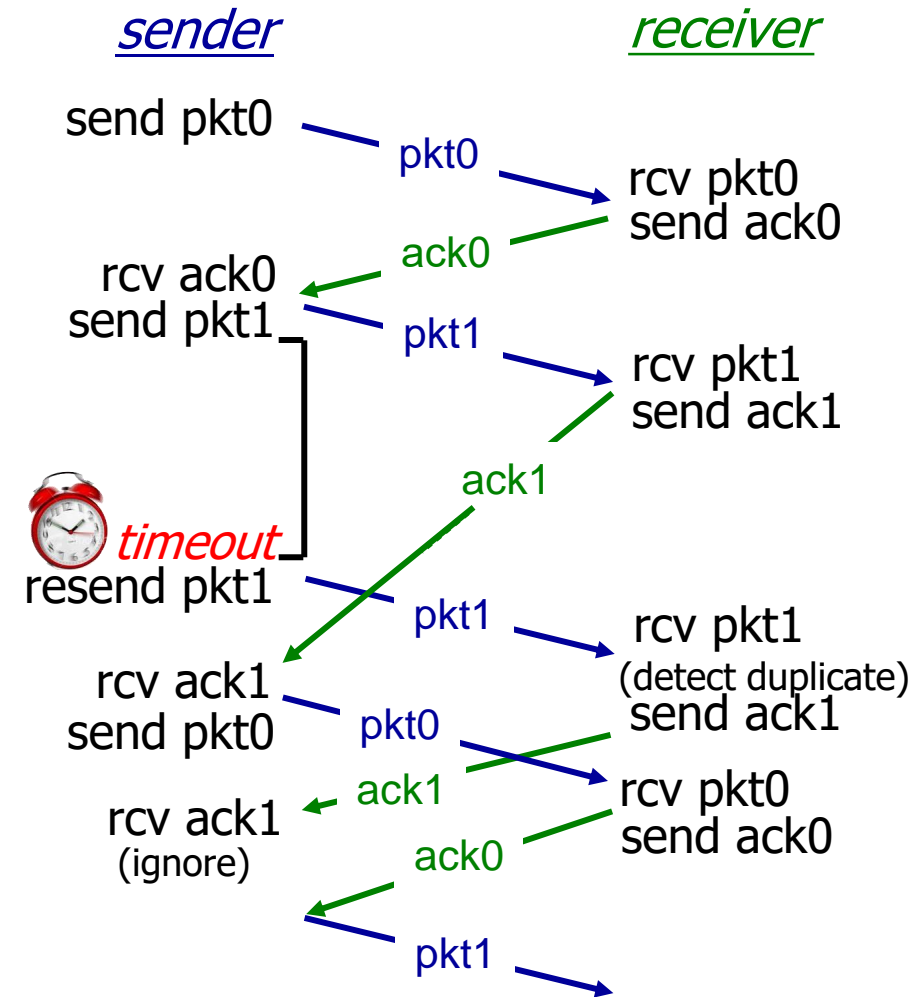 sender
receiver
send pkt0
pkt0
rcv pkt0
send ack0
ack0
rcv ack0
send pkt1
pkt1
rcv pkt1
send ack1
ack1
timeout
resend pkt1
pkt1
rcv pkt1
(detect duplicate)
send ack1
rcv ack1
send pkt0
pkt0
ack1
rcv pkt0
send ack0
rcv ack1
(ignore)
ack0
pkt1